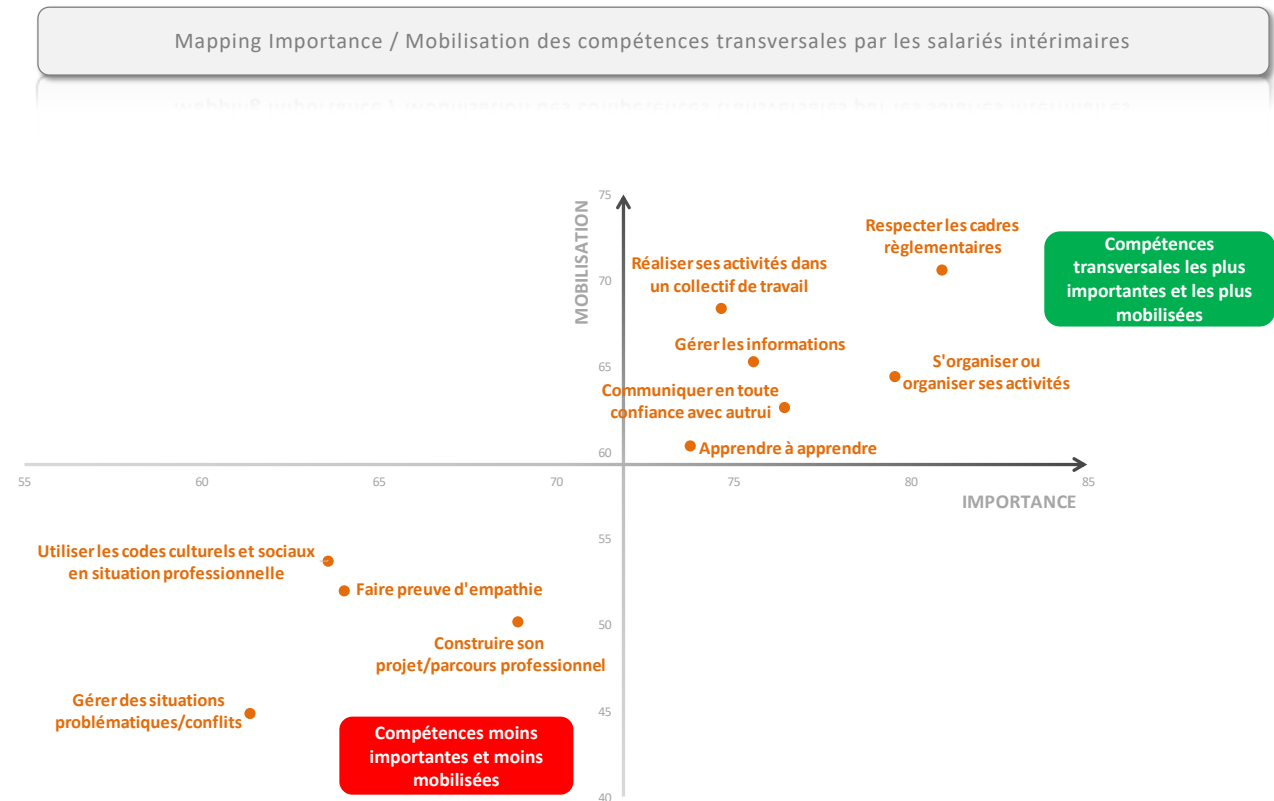 Mapping Importance / Mobilisation des compétences transversales par les salariés intérimaires
75
MOBILISATION
Respecter les cadres
règlementaires
Compétences
transversales les plus
importantes et les plus
mobilisées
Réaliser ses activités dans
un collectif de travail
70
Gérer les informations
65
S'organiser ou
organiser ses activités
Communiquer en toute
confiance avec autrui
Apprendre à apprendre
60
55
60
65
70
75
80
85
IMPORTANCE
55
Utiliser les codes culturels et sociaux
en situation professionnelle
Faire preuve d'empathie
50
Construire son
projet/parcours professionnel
Gérer des situations
problématiques/conflits
45
Compétences moins
importantes et moins
mobilisées
40